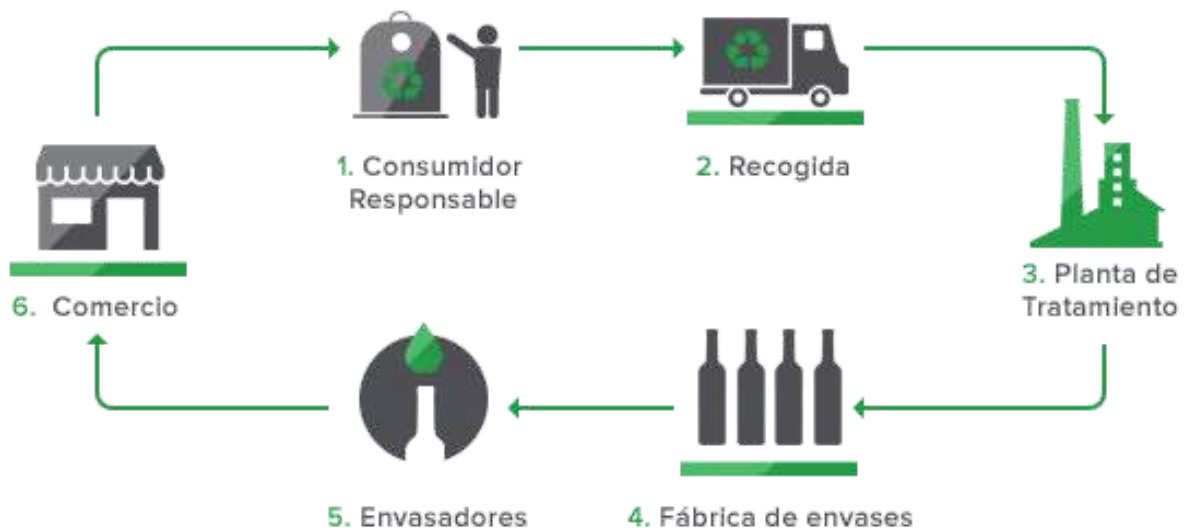 1. Consumidor
Responsable
2. Recogida
3. Planta de
Tratamiento
4. Fábrica de envases
5. Envasadores
6. Comercio